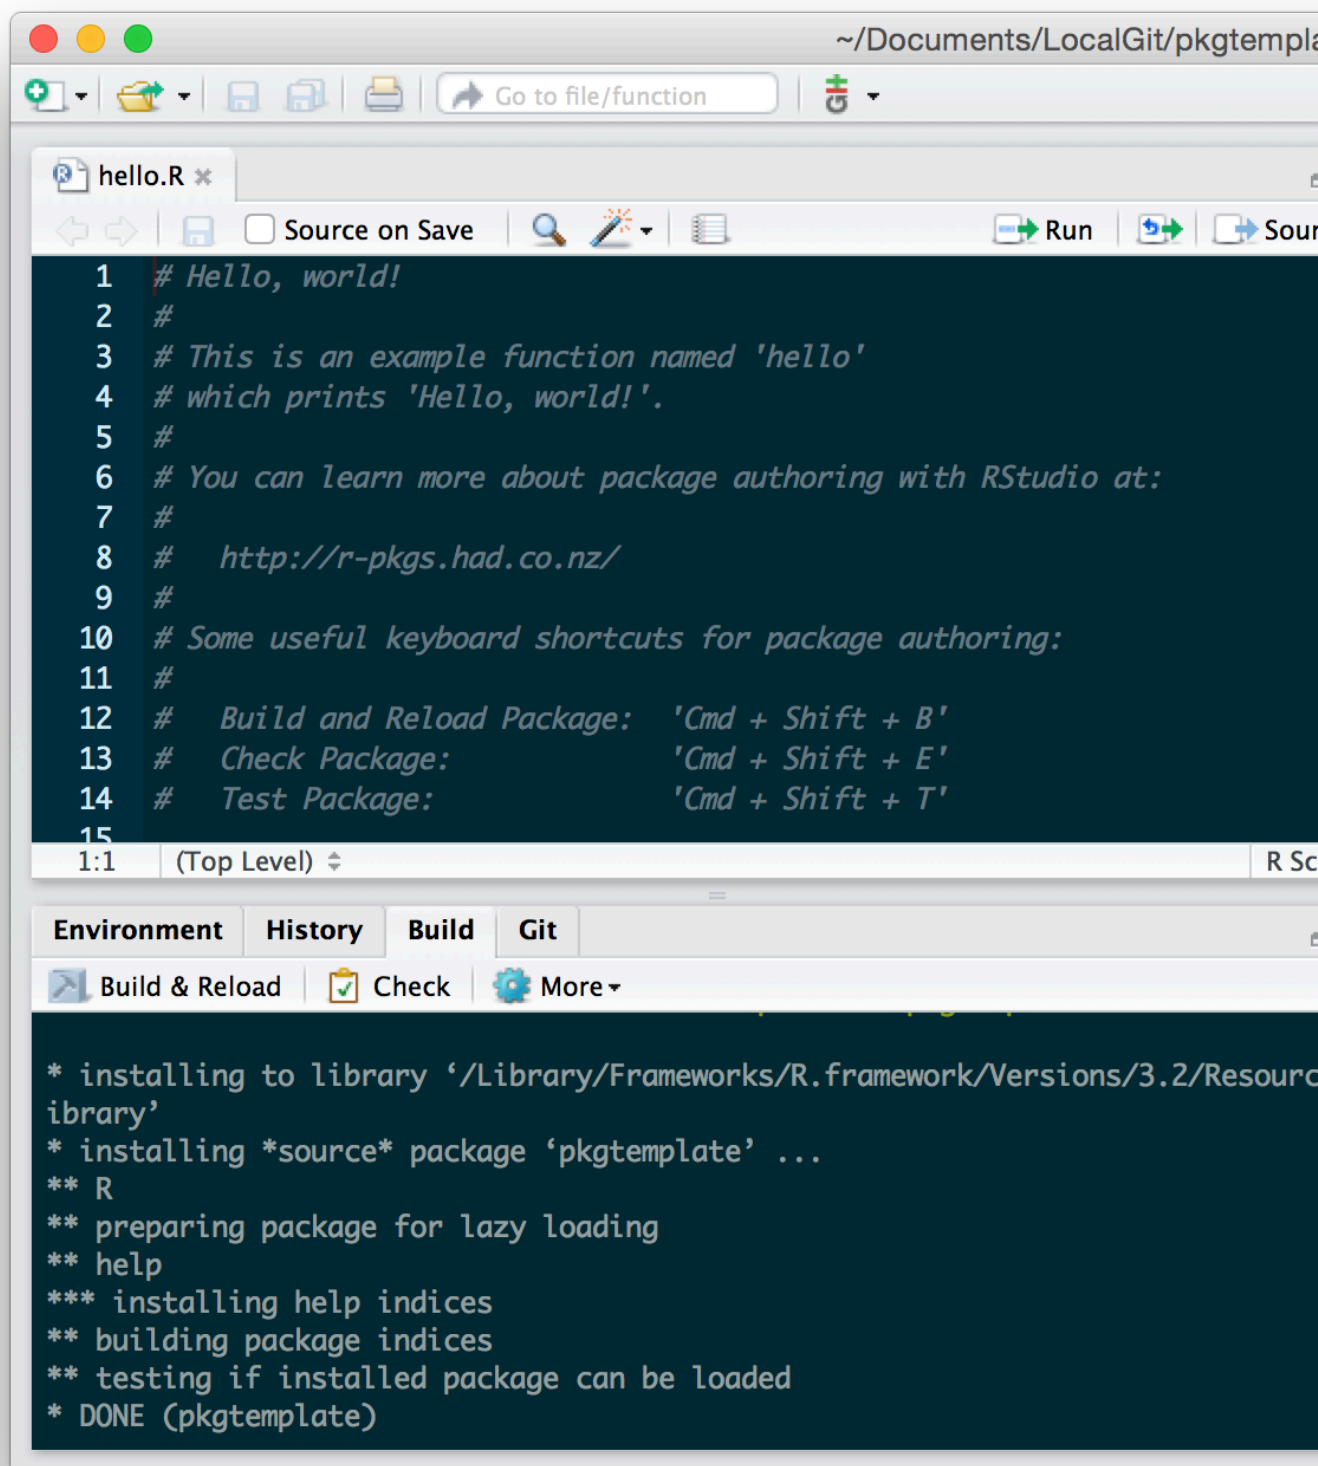 ~/Documents/LocalGit/pkgtempla
Go to file/function
hello.R
Source on Save
Run
Sour
1 # Hello, world!
2 #
3 # This is an example function named 'hello'
4 # which prints 'Hello, world!'.
5 #
6 # You can learn more about package authoring with RStudio at:
7 #
8 #   http://r-pkgs.had.co.nz/
9 #
10 # Some useful keyboard shortcuts for package authoring:
11 #
12 #   Build and Reload Package:  'Cmd + Shift + B'
13 #   Check Package:             'Cmd + Shift + E'
14 #   Test Package:              'Cmd + Shift + T'
15
1:1 (Top Level) R Sc
Environment History Build Git
Build & Reload Check More
* installing to library ‘/Library/Frameworks/R.framework/Versions/3.2/Resourc
ibrary’
* installing *source* package ‘pkgtemplate’ ...
** R
** preparing package for lazy loading
** help
*** installing help indices
** building package indices
** testing if installed package can be loaded
* DONE (pkgtemplate)